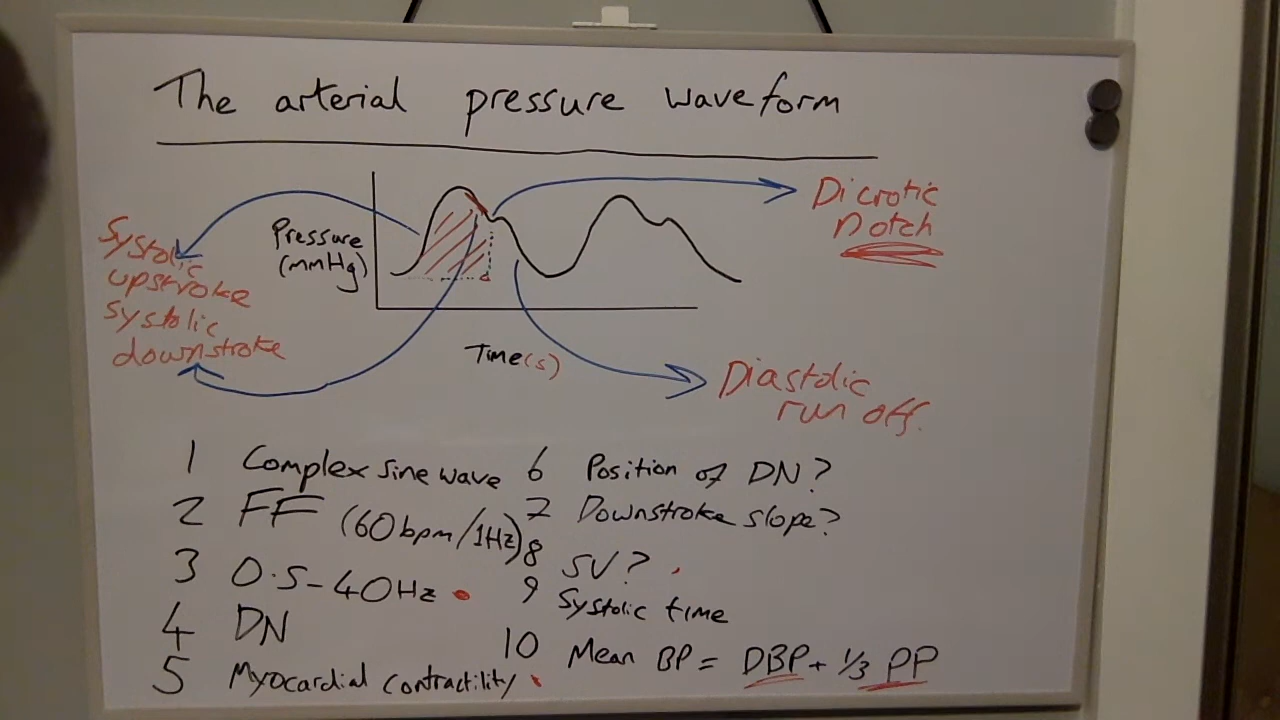 The arterial pressure waveform
Pressure
(mmHg)
Time(s)
Systolic
upstroke
systolic
downstroke
Dicrotic
notch
Diastolic
run off.
1 Complex sine wave
2 FF (60bpm/1Hz)
3 0.5-40Hz
4 DN
5 Myocardial contractility
6 Position of DN?
7 Downstroke slope?
8 SV?
9 Systolic time
10 Mean BP = DBP + 1/3 PP